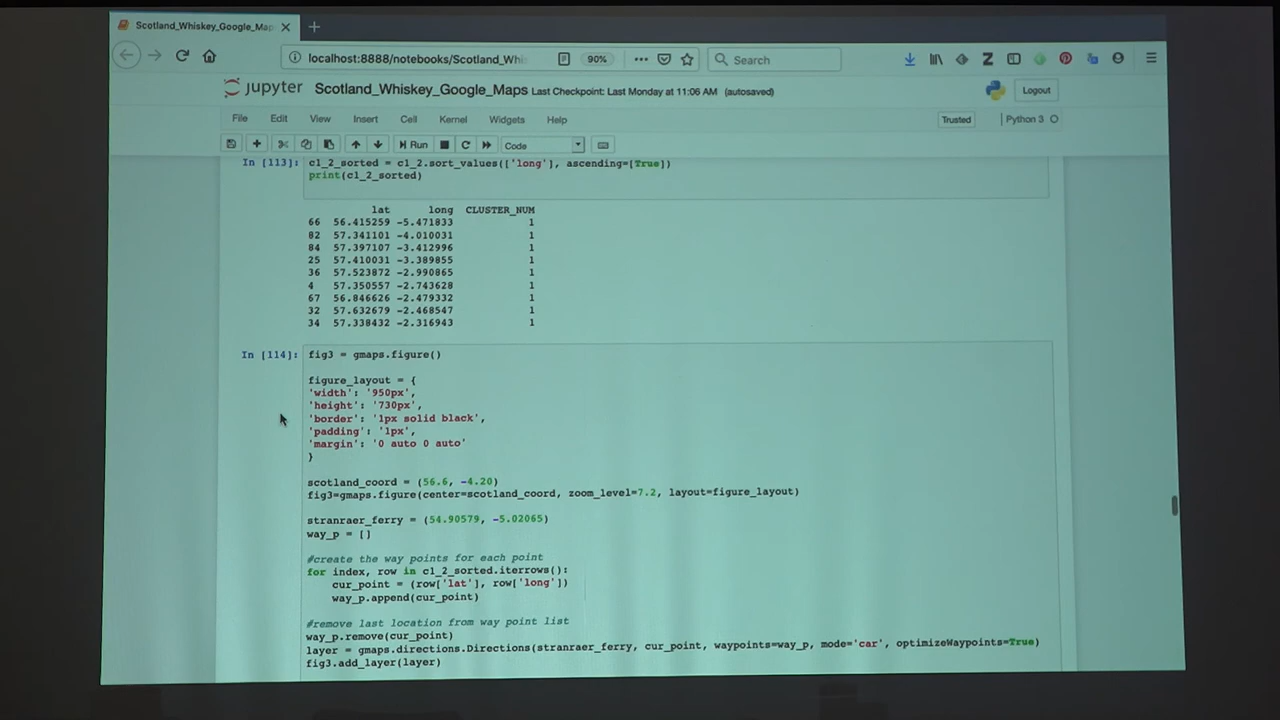 Scotland_Whiskey_Google_Map
localhost:8888/notebooks/Scotland_Whi
90%
Search
jupyter Scotland_Whiskey_Google_Maps Last Checkpoint: Last Monday at 11:06 AM (autosaved)
Logout
File Edit View Insert Cell Kernel Widgets Help
Trusted
Python 3
Run
Code
In [113]: c1_2_sorted = c1_2.sort_values(['long'], ascending=[True])
print(c1_2_sorted)
lat long CLUSTER_NUM
66 56.415259 -5.471833 1
82 57.341101 -4.010031 1
84 57.397107 -3.412996 1
25 57.410031 -3.389855 1
36 57.523872 -2.990865 1
4 57.350557 -2.743628 1
67 56.846626 -2.479332 1
32 57.632679 -2.468547 1
34 57.338432 -2.316943 1
In [114]: fig3 = gmaps.figure()
figure_layout = {
'width': '950px',
'height': '730px',
'border': '1px solid black',
'padding': '1px',
'margin': '0 auto 0 auto'
}
scotland_coord = (56.6, -4.20)
fig3=gmaps.figure(center=scotland_coord, zoom_level=7.2, layout=figure_layout)
stranraer_ferry = (54.90579, -5.02065)
way_p = []
#create the way points for each point
for index, row in c1_2_sorted.iterrows():
cur_point = (row['lat'], row['long'])
way_p.append(cur_point)
#remove last location from way point list
way_p.remove(cur_point)
layer = gmaps.directions.Directions(stranraer_ferry, cur_point, waypoints=way_p, mode='car', optimizeWaypoints=True)
fig3.add_layer(layer)